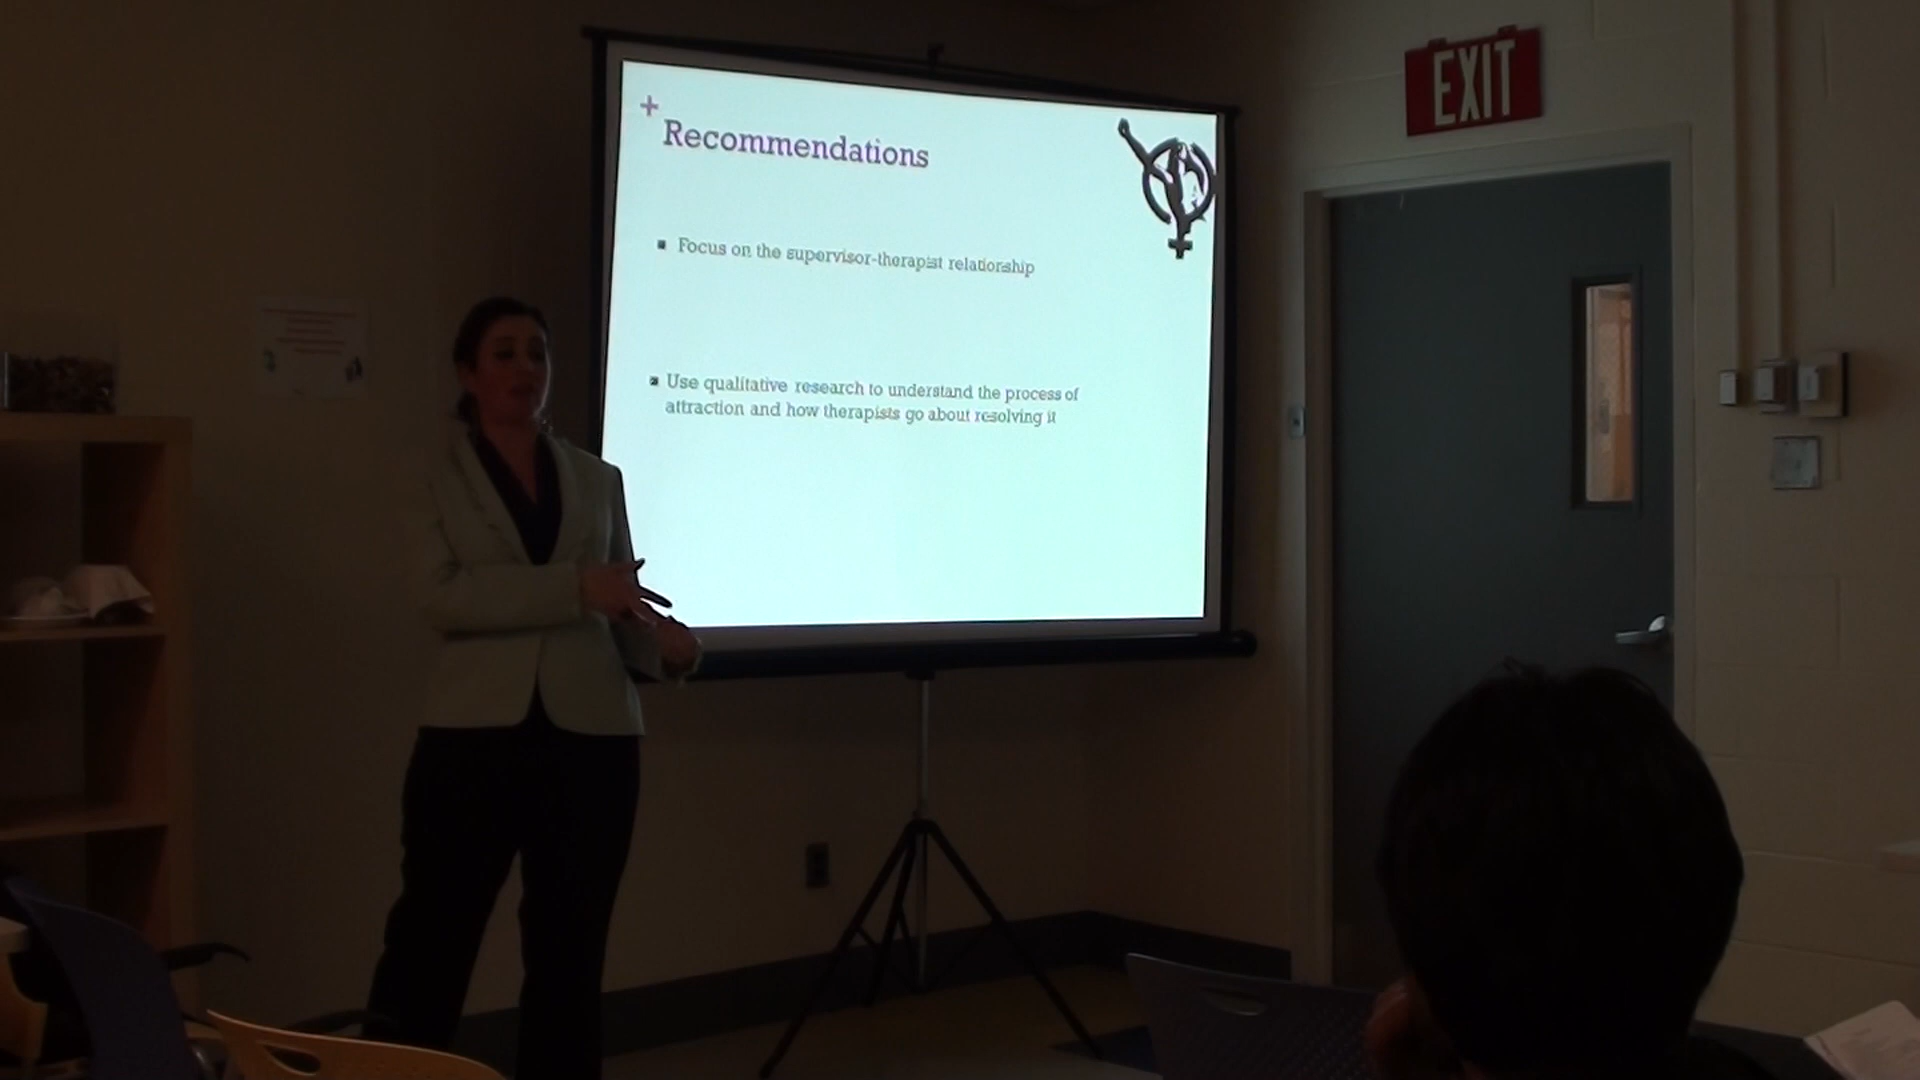 EXIT
+
Recommendations
Focus on the supervisor-therapist relationship
Use qualitative research to understand the process of
attraction and how therapists go about resolving it